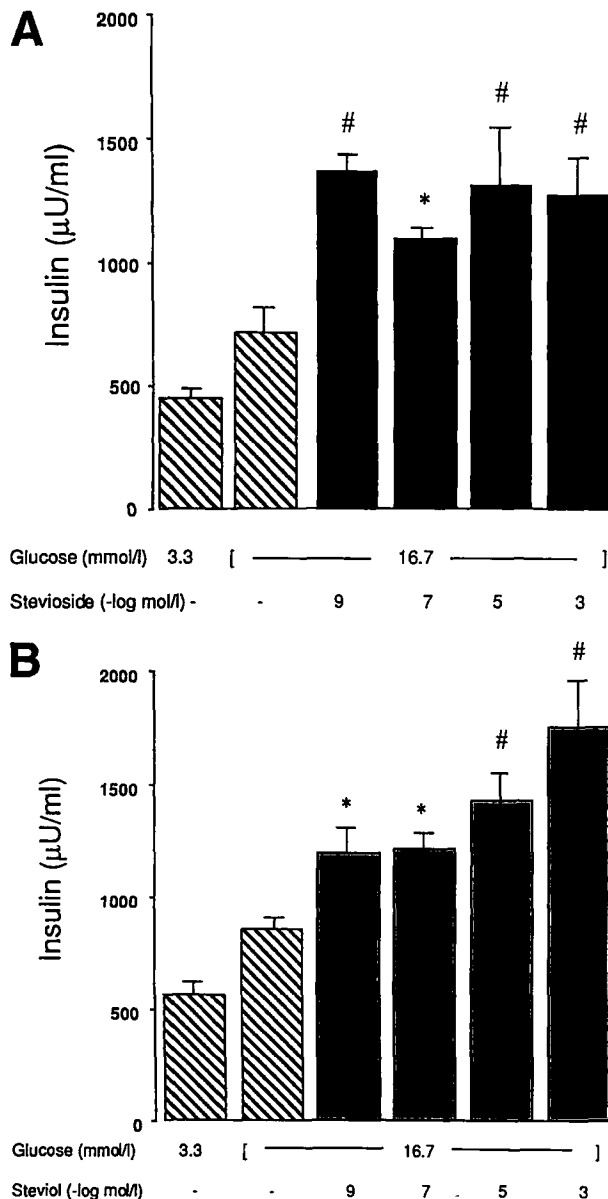 A
Insulin (μU/ml)
2000
1500
1000
500
0
#
*
#
#
Glucose (mmol/l) 3.3 [ 16.7 ]
Stevioside (-log mol/l) - - 9 7 5 3
B
Insulin (μU/ml)
2000
1500
1000
500
0
*
*
#
#
Glucose (mmol/l) 3.3 [ 16.7 ]
Steviol (-log mol/l) - - 9 7 5 3